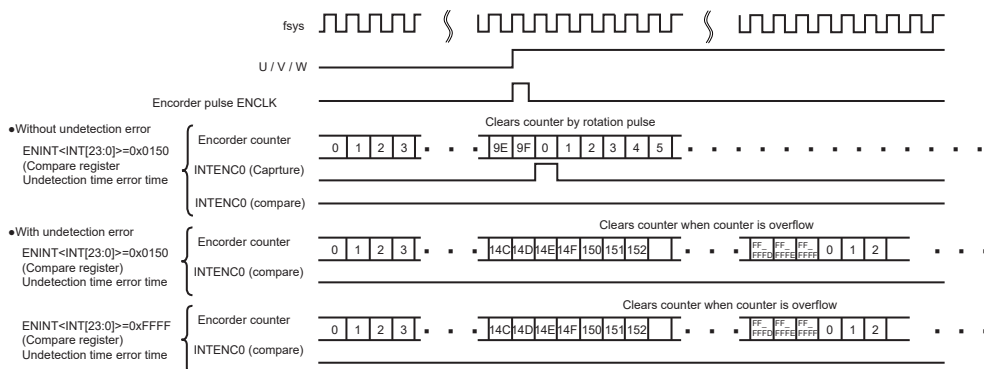 fsys
U / V / W
Encorder pulse ENCLK
●Without undetection error
ENINT<INT[23:0]>=0x0150
(Compare register
Undetection time error time
Clears counter by rotation pulse
Encorder counter
0 1 2 3 9E 9F 0 1 2 3 4 5
INTENC0 (Caprture)
INTENC0 (compare)
●With undetection error
ENINT<INT[23:0]>=0x0150
(Compare register)
Undetection time error time
Clears counter when counter is overflow
Encorder counter
0 1 2 3 14C 14D 14E 14F 150 151 152 FF_FFFD FF_FFFE FF_FFFF 0 1 2
INTENC0 (compare)
ENINT<INT[23:0]>=0xFFFF
(Compare register)
Undetection time error time
Clears counter when counter is overflow
Encorder counter
0 1 2 3 14C 14D 14E 14F 150 151 152 FF_FFFD FF_FFFE FF_FFFF 0 1 2
INTENC0 (compare)